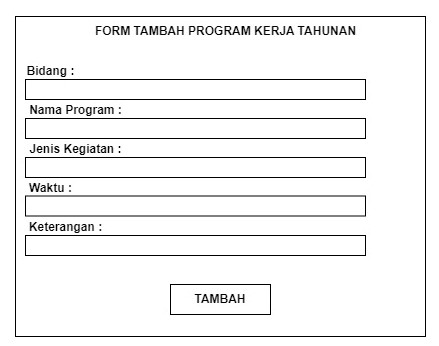 FORM TAMBAH PROGRAM KERJA TAHUNAN
Bidang :
Nama Program :
Jenis Kegiatan :
Waktu :
Keterangan :
TAMBAH